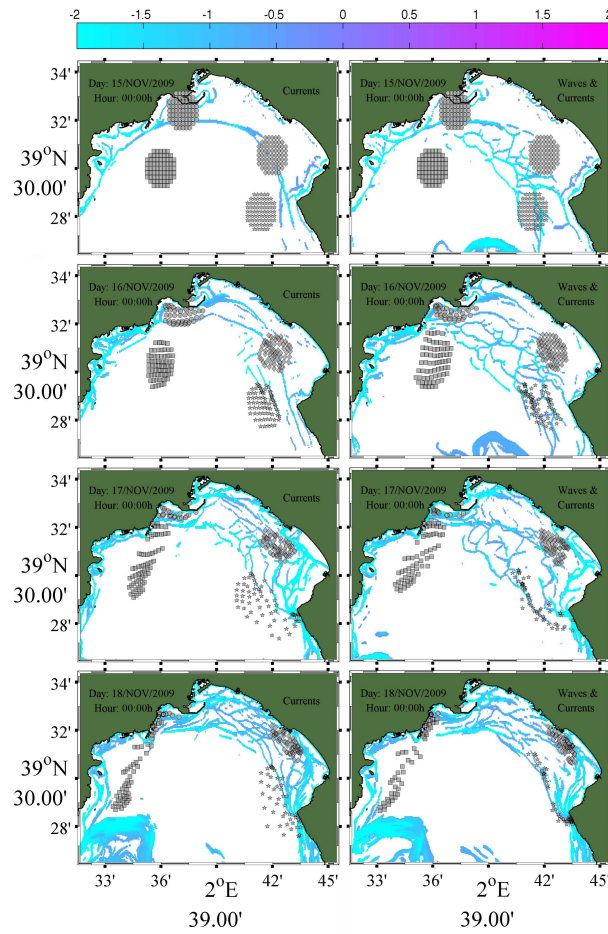 -2 -1.5 -1 -0.5 0 0.5 1 1.5 2
34'
Day: 15/NOV/2009
Hour: 00:00h
Currents
Day: 15/NOV/2009
Hour: 00:00h
Waves &
Currents
32'
39°N
30.00'
28'
34'
Day: 16/NOV/2009
Hour: 00:00h
Currents
Day: 16/NOV/2009
Hour: 00:00h
Waves &
Currents
32'
39°N
30.00'
28'
34'
Day: 17/NOV/2009
Hour: 00:00h
Currents
Day: 17/NOV/2009
Hour: 00:00h
Waves &
Currents
32'
39°N
30.00'
28'
34'
Day: 18/NOV/2009
Hour: 00:00h
Currents
Day: 18/NOV/2009
Hour: 00:00h
Waves &
Currents
32'
39°N
30.00'
28'
33' 36' 2°E 42' 45' 33' 36' 2°E 42' 45'
39.00' 39.00'